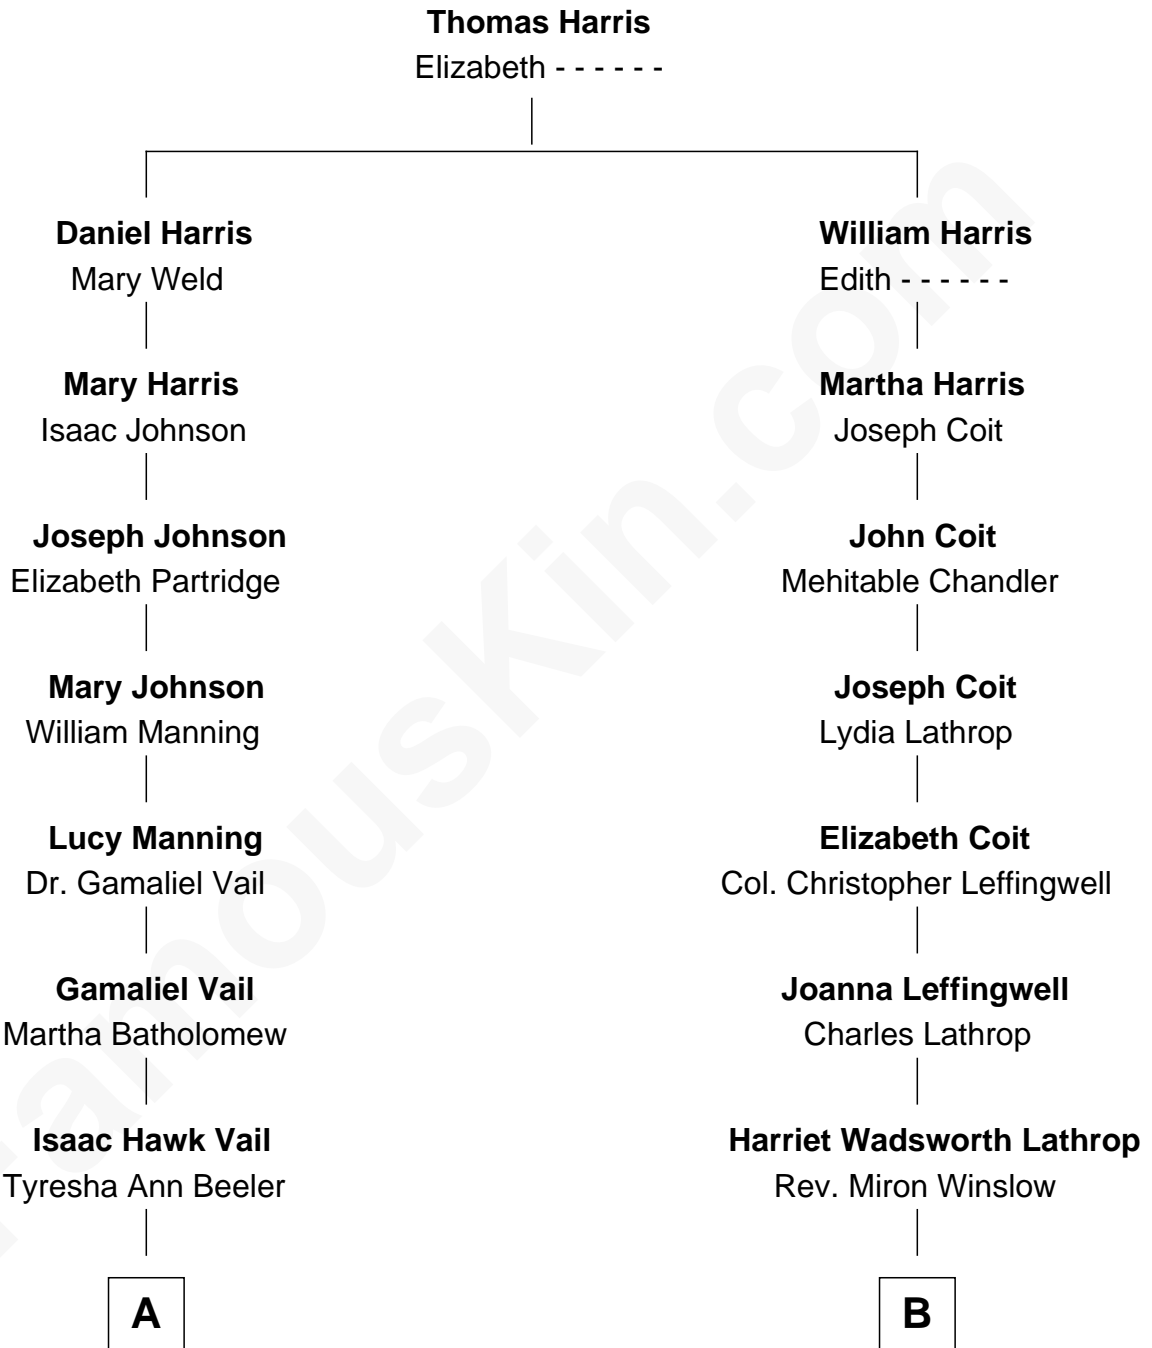 Thomas Harris
Elizabeth - - - - - -
Daniel Harris
Mary Weld
Mary Harris
Isaac Johnson
Joseph Johnson
Elizabeth Partridge
Mary Johnson
William Manning
Lucy Manning
Dr. Gamaliel Vail
Gamaliel Vail
Martha Batholomew
Isaac Hawk Vail
Tyresha Ann Beeler
A
William Harris
Edith - - - - - -
Martha Harris
Joseph Coit
John Coit
Mehitable Chandler
Joseph Coit
Lydia Lathrop
Elizabeth Coit
Col. Christopher Leffingwell
Joanna Leffingwell
Charles Lathrop
Harriet Wadsworth Lathrop
Rev. Miron Winslow
B
FamousKin.com